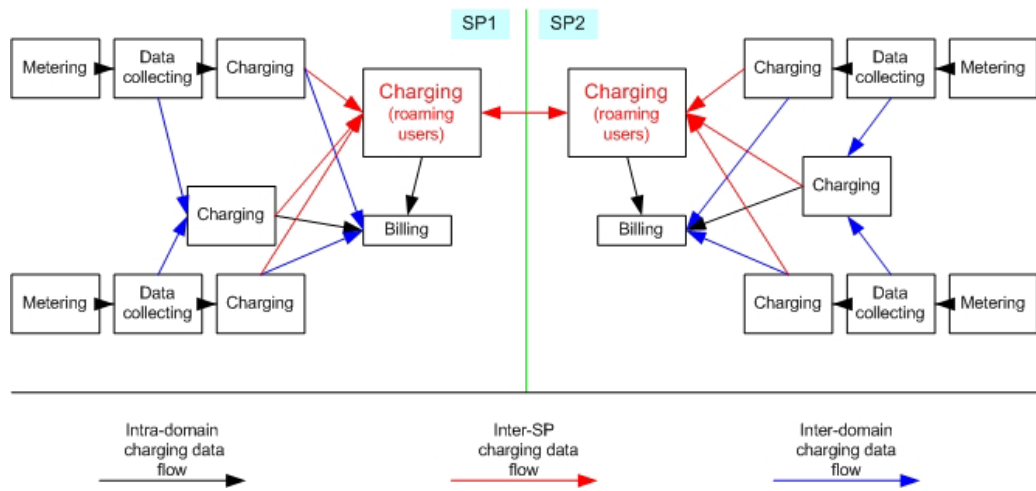 SP1
SP2
Metering
Data
collecting
Charging
Charging
(roaming
users)
Charging
(roaming
users)
Charging
Data
collecting
Metering
Charging
Billing
Billing
Charging
Metering
Data
collecting
Charging
Charging
Data
collecting
Metering
Intra-domain
charging data
flow
Inter-SP
charging data
flow
Inter-domain
charging data
flow